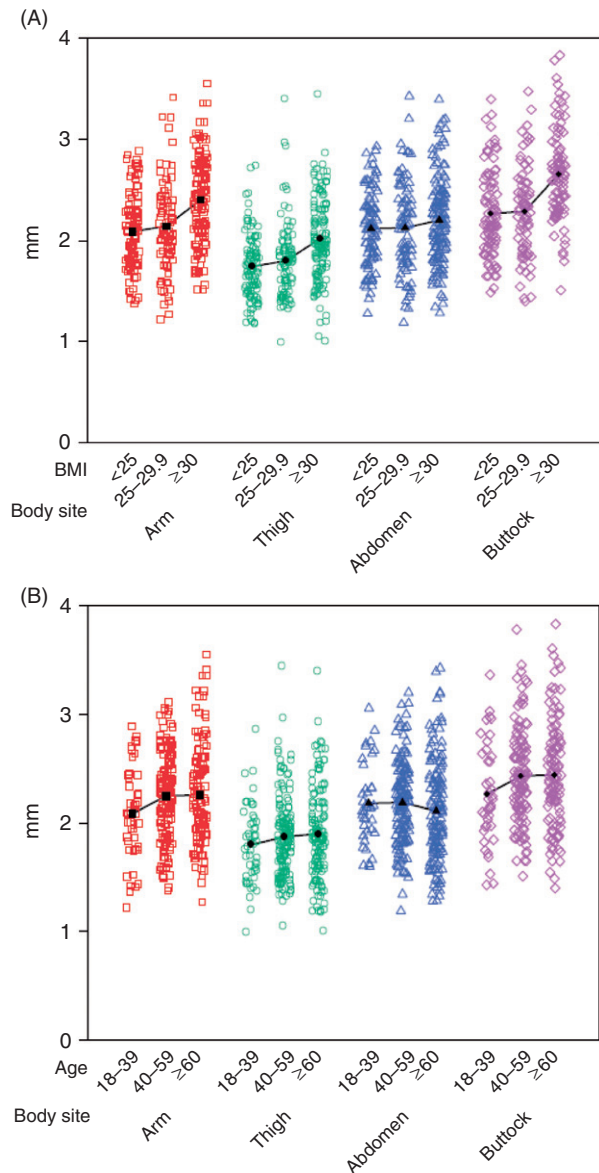 (A)
4
3
mm
2
1
0
BMI <25 25–29.9 ≥30 <25 25–29.9 ≥30 <25 25–29.9 ≥30 <25 25–29.9 ≥30
Body site Arm Thigh Abdomen Buttock
(B)
4
3
mm
2
1
0
Age 18–39 40–59 ≥60 18–39 40–59 ≥60 18–39 40–59 ≥60 18–39 40–59 ≥60
Body site Arm Thigh Abdomen Buttock